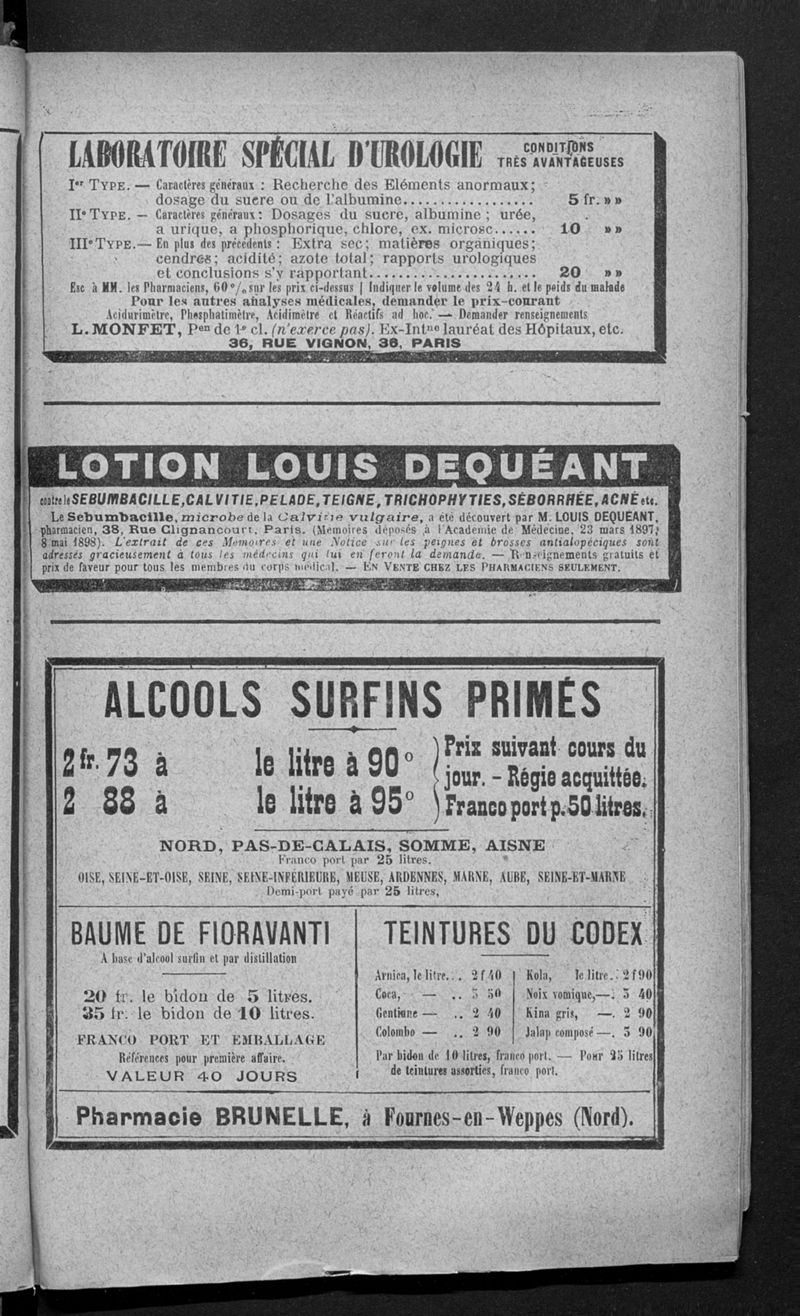 LABORATOIRE SPÉCIAL D'UROLOGIE
CONDITIONS
TRÈS AVANTAGEUSES
Ier TYPE. — Caractères généraux : Recherche des Eléments anormaux;
dosage du sucre ou de l'albumine.................. 5 fr. »»
IIe TYPE. — Caractères généraux : Dosages du sucre, albumine ; urée,
a urique, a phosphorique, chlore, ex. microsc...... 10 »»
IIIe TYPE.— En plus des précédents : Extra sec; matières organiques;
cendres; acidité; azote total; rapports urologiques
et conclusions s'y rapportant........................ 20 »»
Esc à MM. les Pharmaciens, 60 o/o sur les prix ci-dessus | Indiquer le volume des 24 h. et le poids du malade
Pour les autres analyses médicales, demander le prix-courant
Acidurimètre, Phosphatimètre, Acidimètre et Réactifs ad hoc. — Demander renseignements
L. MONFET, Pen de 1e cl. (n'exerce pas). Ex-Intne lauréat des Hôpitaux, etc.
36, RUE VIGNON, 36, PARIS
LOTION LOUIS DEQUÉANT
contre le SEBUMBACILLE, CALVITIE, PELADE, TEIGNE, TRICHOPHYTIES, SÉBORRHÉE, ACNÉ etc.
Le Sebumbacille, microbe de la Calvitie vulgaire, a été découvert par M. LOUIS DEQUÉANT,
pharmacien, 38, Rue Clignancourt, Paris. (Mémoires déposés à l'Académie de Médecine, 23 mars 1897;
8 mai 1898). L'extrait de ces Memoires et une Notice sur les peignes et brosses antialopéciques sont
adressés gracieusement à tous les médecins qui lui en feront la demande. — Renseignements gratuits et
prix de faveur pour tous les membres du corps médical. — EN VENTE CHEZ LES PHARMACIENS SEULEMENT.
ALCOOLS SURFINS PRIMÉS
2 fr. 73 à le litre à 90°
2 88 à le litre à 95°
Prix suivant cours du
jour. - Régie acquittée.
Franco port p. 50 litres.
NORD, PAS-DE-CALAIS, SOMME, AISNE
Franco port par 25 litres.
OISE, SEINE-ET-OISE, SEINE, SEINE-INFÉRIEURE, MEUSE, ARDENNES, MARNE, AUBE, SEINE-ET-MARNE
Demi-port payé par 25 litres,
BAUME DE FIORAVANTI
A base d'alcool surfin et par distillation
20 fr. le bidon de 5 litres.
35 fr. le bidon de 10 litres.
FRANCO PORT ET EMBALLAGE
Références pour première affaire.
VALEUR 40 JOURS
TEINTURES DU CODEX
Arnica, le litre... 2 f 40
Coca, — .. 3 50
Gentiane — .. 2 40
Colombo — .. 2 90
Kola, le litre.. 2 f 90
Noix vomique, —. 3 40
Kina gris, —. 2 90
Jalap composé —. 3 90
Par bidon de 10 litres, franco port. — Pour 25 litres
de teintures assorties, franco port.
Pharmacie BRUNELLE, à Fournes-en-Weppes (Nord).